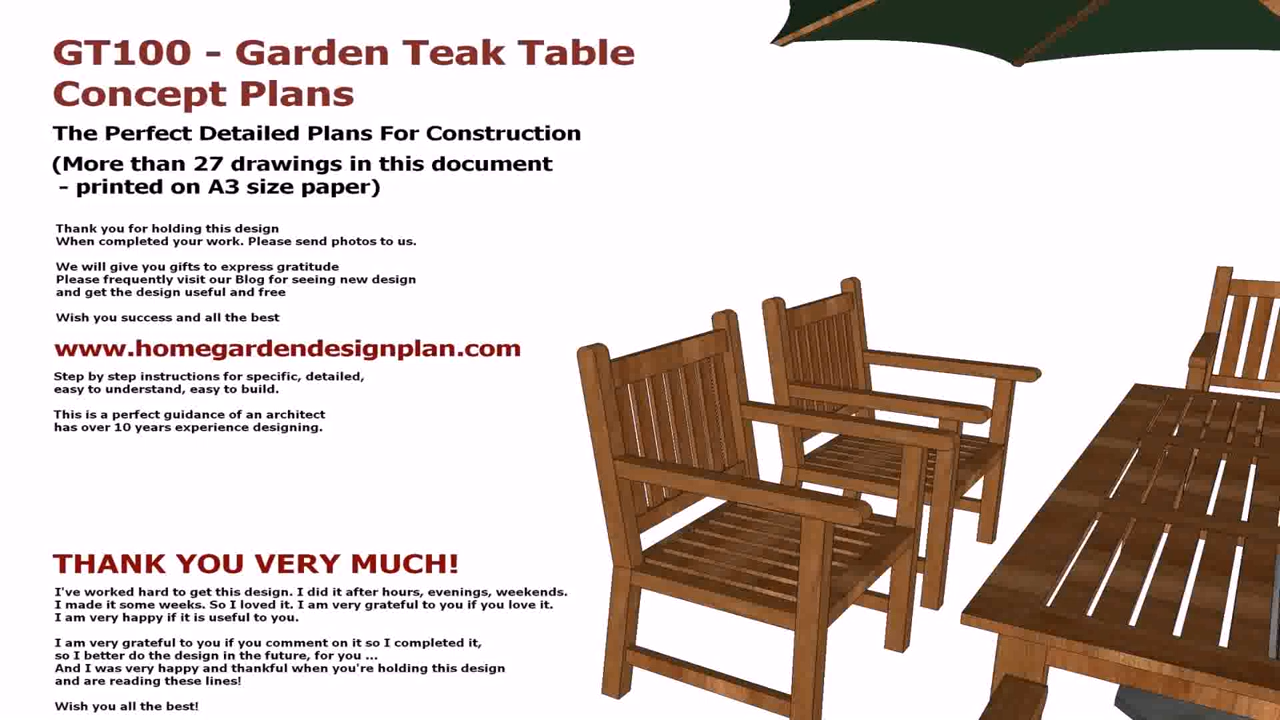 GT100 - Garden Teak Table
Concept Plans
The Perfect Detailed Plans For Construction
(More than 27 drawings in this document
- printed on A3 size paper)
Thank you for holding this design
When completed your work. Please send photos to us.
We will give you gifts to express gratitude
Please frequently visit our Blog for seeing new design
and get the design useful and free
Wish you success and all the best
www.homegardendesignplan.com
Step by step instructions for specific, detailed,
easy to understand, easy to build.
This is a perfect guidance of an architect
has over 10 years experience designing.
THANK YOU VERY MUCH!
I've worked hard to get this design. I did it after hours, evenings, weekends.
I made it some weeks. So I loved it. I am very grateful to you if you love it.
I am very happy if it is useful to you.
I am very grateful to you if you comment on it so I completed it,
so I better do the design in the future, for you ...
And I was very happy and thankful when you're holding this design
and are reading these lines!
Wish you all the best!